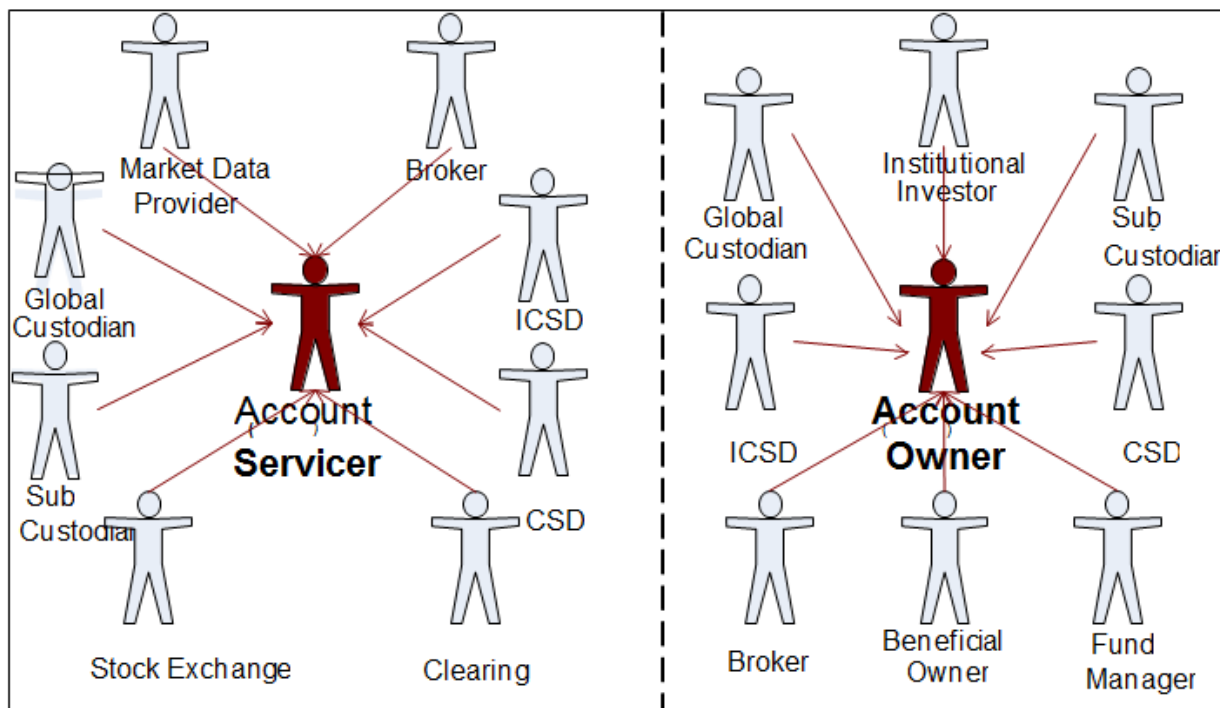 Market Data
Provider
Broker
Global
Custodian
ICSD
Account
( )
Servicer
Sub
Custodian
CSD
Stock Exchange
Clearing
Institutional
Investor
Global
Custodian
Sub
Custodian
Account
( )
Owner
ICSD
CSD
Broker
Beneficial
Owner
Fund
Manager